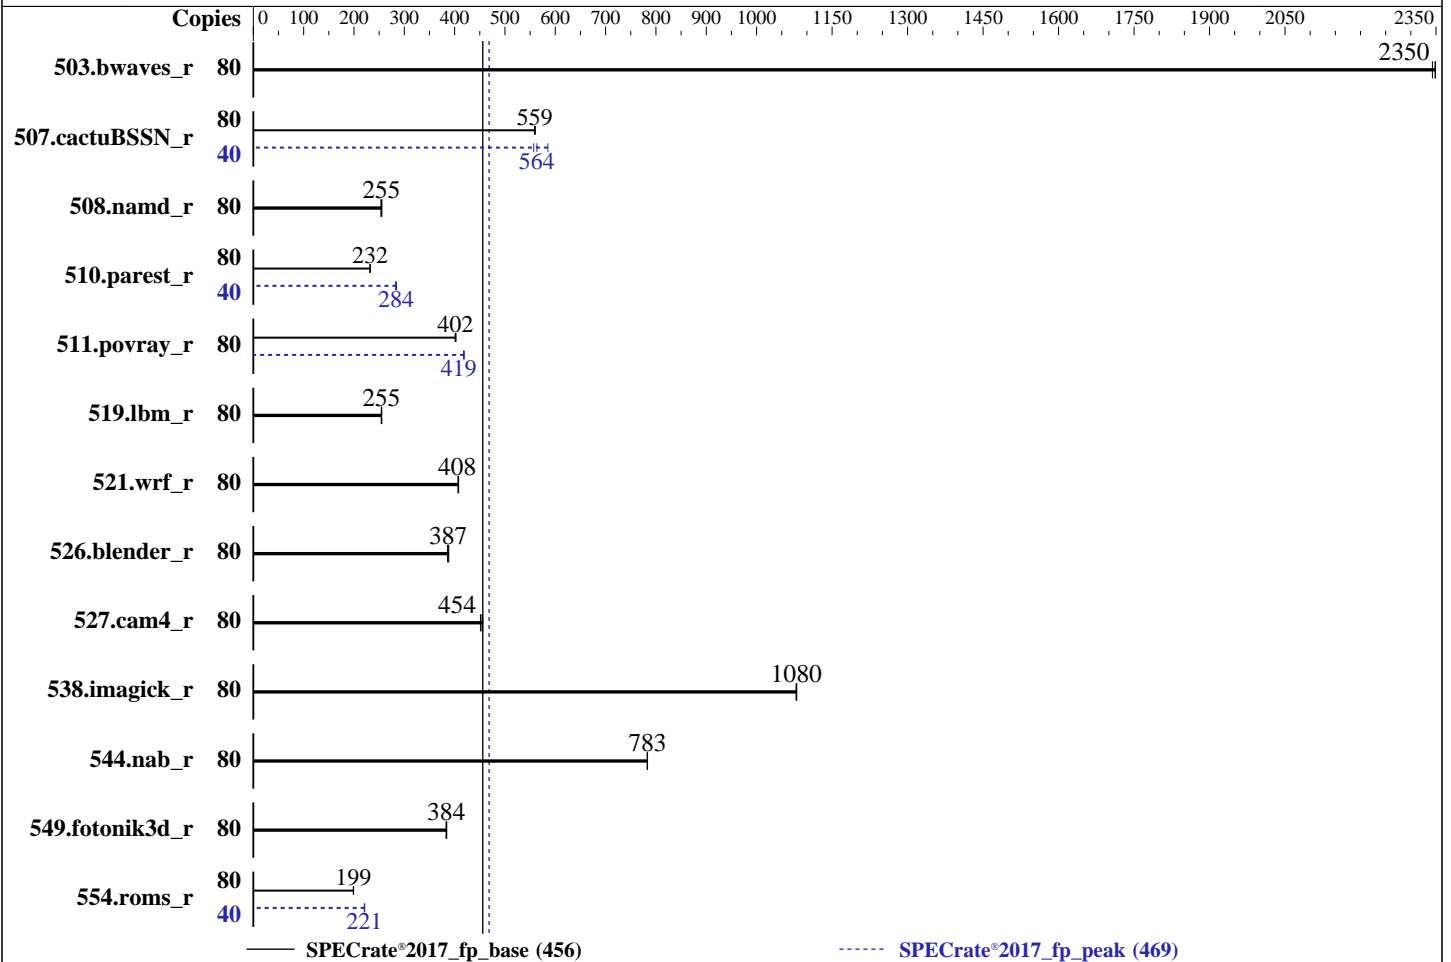 Copies 0 100 200 300 400 500 600 700 800 900 1000 1150 1300 1450 1600 1750 1900 2050 2350
503.bwaves_r 80 2350
507.cactuBSSN_r 80 559
40 564
508.namd_r 80 255
510.parest_r 80 232
40 284
511.povray_r 80 402
419
519.lbm_r 80 255
521.wrf_r 80 408
526.blender_r 80 387
527.cam4_r 80 454
538.imagick_r 80 1080
544.nab_r 80 783
549.fotonik3d_r 80 384
554.roms_r 80 199
40 221
SPECrate®2017_fp_base (456) SPECrate®2017_fp_peak (469)